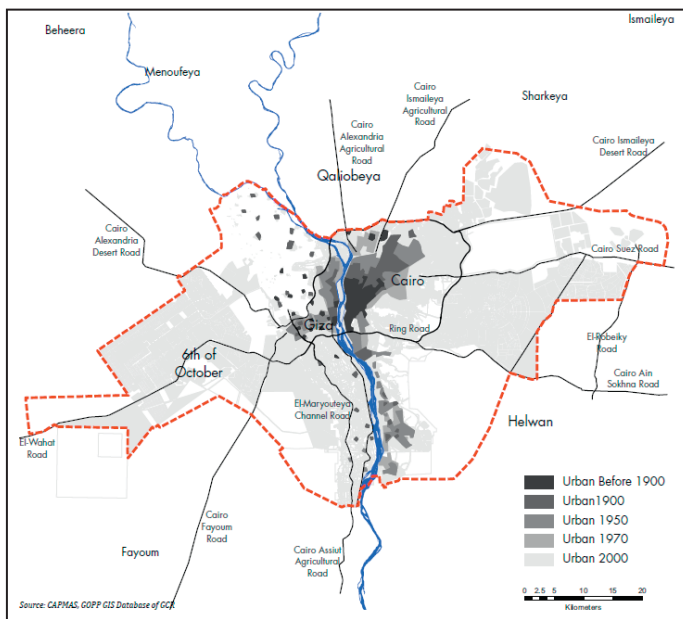 Beheera
Ismaileya
Menoufeya
Cairo
Ismaileya
Agricultural
Road
Sharkeya
Cairo
Alexandria
Agricultural
Road
Cairo Ismaileya
Desert Road
Qaliobeya
Cairo
Alexandria
Desert Road
Cairo Suez Road
Cairo
Giza
Ring Road
6th of
October
El-Robeiky
Road
Cairo Ain
Sokhna Road
El-Maryouteya
Channel Road
Helwan
El-Wahat
Road
Urban Before 1900
Urban1900
Urban 1950
Urban 1970
Urban 2000
Cairo
Fayoum
Road
Fayoum
Cairo Assiut
Agricultural
Road
0 2.5 5 10 15 20
Kilometers
Source: CAPMAS, GOPP GIS Database of GCR